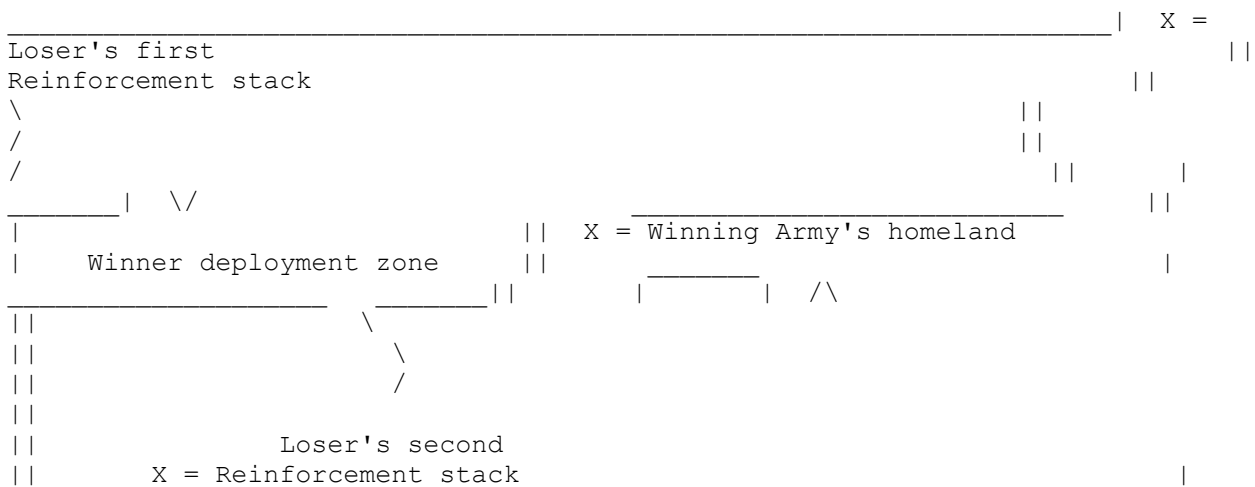 X =
Loser's first
Reinforcement stack
X = Winning Army's homeland
Winner deployment zone
Loser's second
X = Reinforcement stack